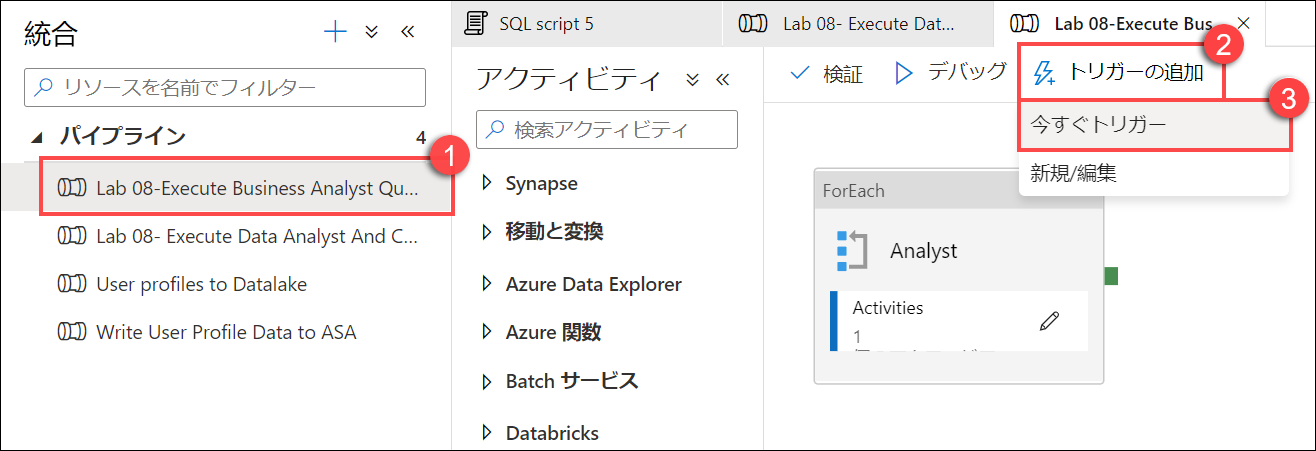 統合
リソースを名前でフィルター
パイプライン 4
1
Lab 08-Execute Business Analyst Qu...
Lab 08- Execute Data Analyst And C...
User profiles to Datalake
Write User Profile Data to ASA
SQL script 5
Lab 08- Execute Dat...
Lab 08-Execute Bus...
アクティビティ
検索アクティビティ
Synapse
移動と変換
Azure Data Explorer
Azure 関数
Batch サービス
Databricks
検証
デバッグ
トリガーの追加
2
今すぐトリガー
3
新規/編集
ForEach
Analyst
Activities
1